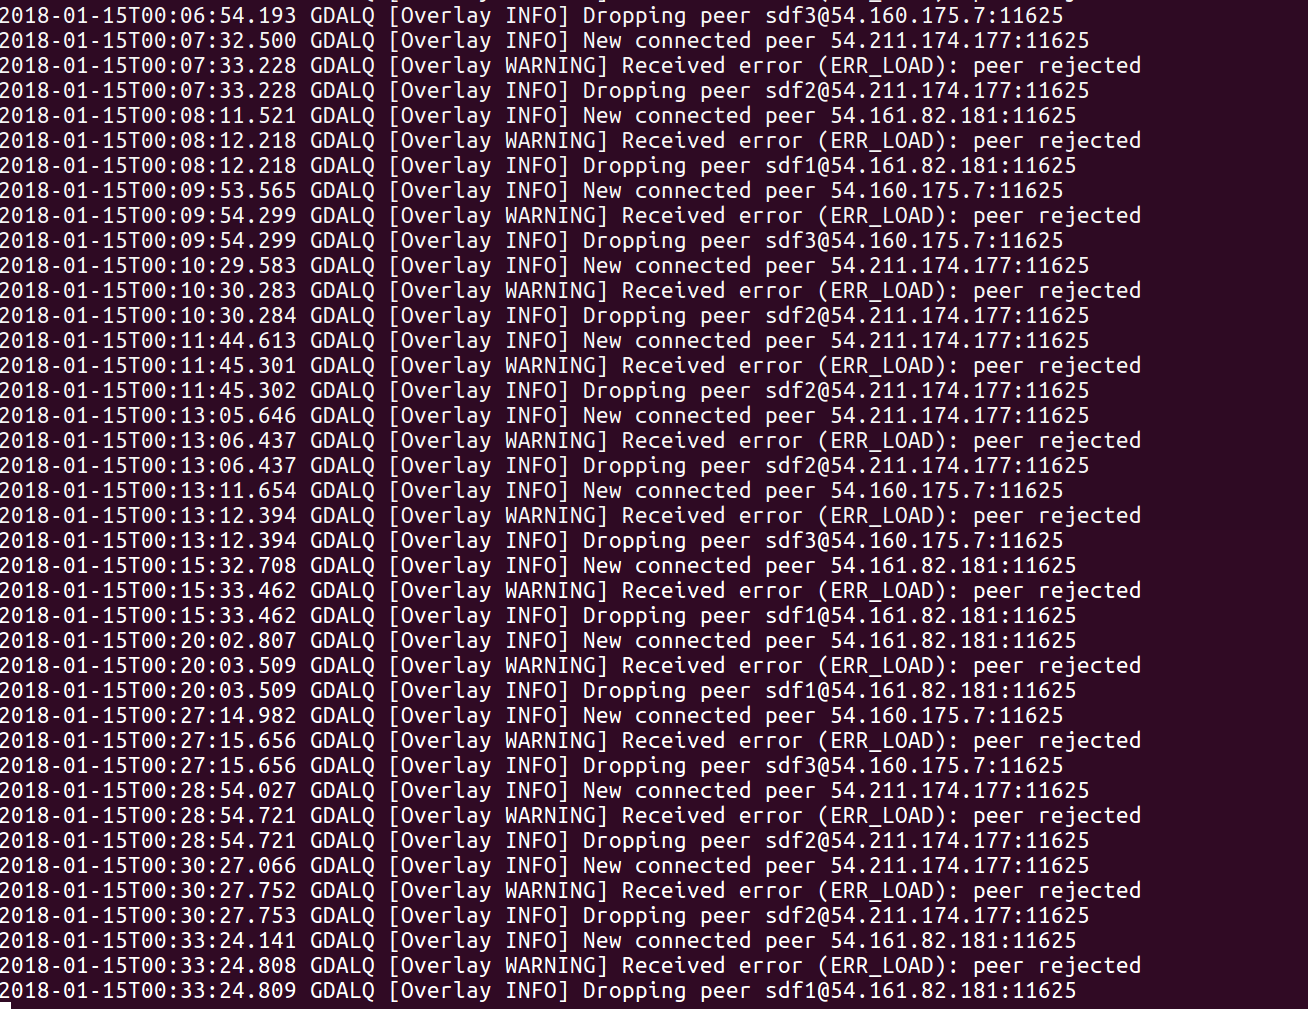 2018-01-15T00:06:54.193 GDALQ [Overlay INFO] Dropping peer sdf3@54.160.175.7:11625
2018-01-15T00:07:32.500 GDALQ [Overlay INFO] New connected peer 54.211.174.177:11625
2018-01-15T00:07:33.228 GDALQ [Overlay WARNING] Received error (ERR_LOAD): peer rejected
2018-01-15T00:07:33.228 GDALQ [Overlay INFO] Dropping peer sdf2@54.211.174.177:11625
2018-01-15T00:08:11.521 GDALQ [Overlay INFO] New connected peer 54.161.82.181:11625
2018-01-15T00:08:12.218 GDALQ [Overlay WARNING] Received error (ERR_LOAD): peer rejected
2018-01-15T00:08:12.218 GDALQ [Overlay INFO] Dropping peer sdf1@54.161.82.181:11625
2018-01-15T00:09:53.565 GDALQ [Overlay INFO] New connected peer 54.160.175.7:11625
2018-01-15T00:09:54.299 GDALQ [Overlay WARNING] Received error (ERR_LOAD): peer rejected
2018-01-15T00:09:54.299 GDALQ [Overlay INFO] Dropping peer sdf3@54.160.175.7:11625
2018-01-15T00:10:29.583 GDALQ [Overlay INFO] New connected peer 54.211.174.177:11625
2018-01-15T00:10:30.283 GDALQ [Overlay WARNING] Received error (ERR_LOAD): peer rejected
2018-01-15T00:10:30.284 GDALQ [Overlay INFO] Dropping peer sdf2@54.211.174.177:11625
2018-01-15T00:11:44.613 GDALQ [Overlay INFO] New connected peer 54.211.174.177:11625
2018-01-15T00:11:45.301 GDALQ [Overlay WARNING] Received error (ERR_LOAD): peer rejected
2018-01-15T00:11:45.302 GDALQ [Overlay INFO] Dropping peer sdf2@54.211.174.177:11625
2018-01-15T00:13:05.646 GDALQ [Overlay INFO] New connected peer 54.211.174.177:11625
2018-01-15T00:13:06.437 GDALQ [Overlay WARNING] Received error (ERR_LOAD): peer rejected
2018-01-15T00:13:06.437 GDALQ [Overlay INFO] Dropping peer sdf2@54.211.174.177:11625
2018-01-15T00:13:11.654 GDALQ [Overlay INFO] New connected peer 54.160.175.7:11625
2018-01-15T00:13:12.394 GDALQ [Overlay WARNING] Received error (ERR_LOAD): peer rejected
2018-01-15T00:13:12.394 GDALQ [Overlay INFO] Dropping peer sdf3@54.160.175.7:11625
2018-01-15T00:15:32.708 GDALQ [Overlay INFO] New connected peer 54.161.82.181:11625
2018-01-15T00:15:33.462 GDALQ [Overlay WARNING] Received error (ERR_LOAD): peer rejected
2018-01-15T00:15:33.462 GDALQ [Overlay INFO] Dropping peer sdf1@54.161.82.181:11625
2018-01-15T00:20:02.807 GDALQ [Overlay INFO] New connected peer 54.161.82.181:11625
2018-01-15T00:20:03.509 GDALQ [Overlay WARNING] Received error (ERR_LOAD): peer rejected
2018-01-15T00:20:03.509 GDALQ [Overlay INFO] Dropping peer sdf1@54.161.82.181:11625
2018-01-15T00:27:14.982 GDALQ [Overlay INFO] New connected peer 54.160.175.7:11625
2018-01-15T00:27:15.656 GDALQ [Overlay WARNING] Received error (ERR_LOAD): peer rejected
2018-01-15T00:27:15.656 GDALQ [Overlay INFO] Dropping peer sdf3@54.160.175.7:11625
2018-01-15T00:28:54.027 GDALQ [Overlay INFO] New connected peer 54.211.174.177:11625
2018-01-15T00:28:54.721 GDALQ [Overlay WARNING] Received error (ERR_LOAD): peer rejected
2018-01-15T00:28:54.721 GDALQ [Overlay INFO] Dropping peer sdf2@54.211.174.177:11625
2018-01-15T00:30:27.066 GDALQ [Overlay INFO] New connected peer 54.211.174.177:11625
2018-01-15T00:30:27.752 GDALQ [Overlay WARNING] Received error (ERR_LOAD): peer rejected
2018-01-15T00:30:27.753 GDALQ [Overlay INFO] Dropping peer sdf2@54.211.174.177:11625
2018-01-15T00:33:24.141 GDALQ [Overlay INFO] New connected peer 54.161.82.181:11625
2018-01-15T00:33:24.808 GDALQ [Overlay WARNING] Received error (ERR_LOAD): peer rejected
2018-01-15T00:33:24.809 GDALQ [Overlay INFO] Dropping peer sdf1@54.161.82.181:11625